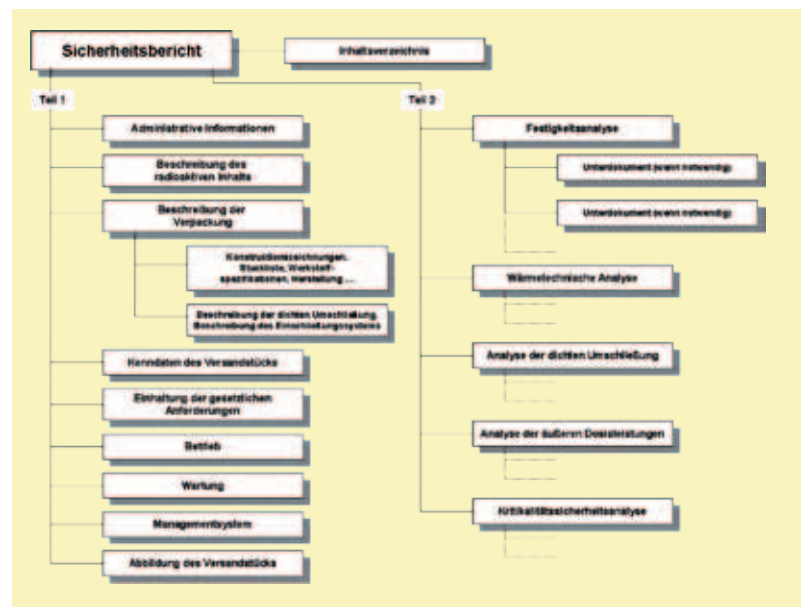 Sicherheitsbericht
Inhaltsverzeichnis
Teil 1
Administrative Informationen
Beschreibung des
radioaktiven Inhalts
Beschreibung der
Verpackung
Konstruktionszeichnungen,
Stückliste, Werkstoff-
spezifikationen, Herstellung ...
Beschreibung der dichten Umschließung,
Beschreibung des Einschließungssystems
Kenndaten des Versandstücks
Einhaltung der gesetzlichen
Anforderungen
Betrieb
Wartung
Managementsystem
Abbildung des Versandstücks
Teil 2
Festigkeitsanalyse
Unterdokument (wenn notwendig)
Unterdokument (wenn notwendig)
Wärmetechnische Analyse
Analyse der dichten Umschließung
Analyse der äußeren Dosisleistungen
Kritikalitätssicherheitsanalyse